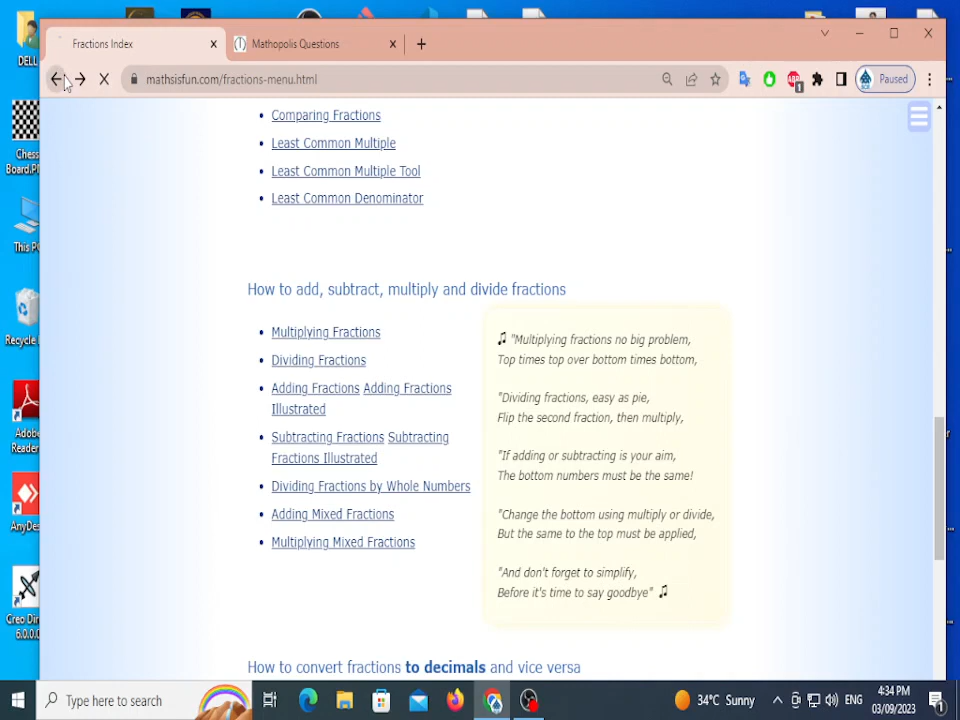 Fractions Index
Mathopolis Questions
mathsisfun.com/fractions-menu.html
Paused
1
DELL
Chess
Board.P
This PC
Recycle
Adob
Reader
AnyDes
Creo Di
6.0.0.0
Comparing Fractions
Least Common Multiple
Least Common Multiple Tool
Least Common Denominator
How to add, subtract, multiply and divide fractions
Multiplying Fractions
Dividing Fractions
Adding Fractions Adding Fractions
Illustrated
Subtracting Fractions Subtracting
Fractions Illustrated
Dividing Fractions by Whole Numbers
Adding Mixed Fractions
Multiplying Mixed Fractions
♫ "Multiplying fractions no big problem,
Top times top over bottom times bottom,
"Dividing fractions, easy as pie,
Flip the second fraction, then multiply,
"If adding or subtracting is your aim,
The bottom numbers must be the same!
"Change the bottom using multiply or divide,
But the same to the top must be applied,
"And don't forget to simplify,
Before it's time to say goodbye" ♫
How to convert fractions to decimals and vice versa
Type here to search
34°C Sunny
ENG
4:34 PM
03/09/2023
1